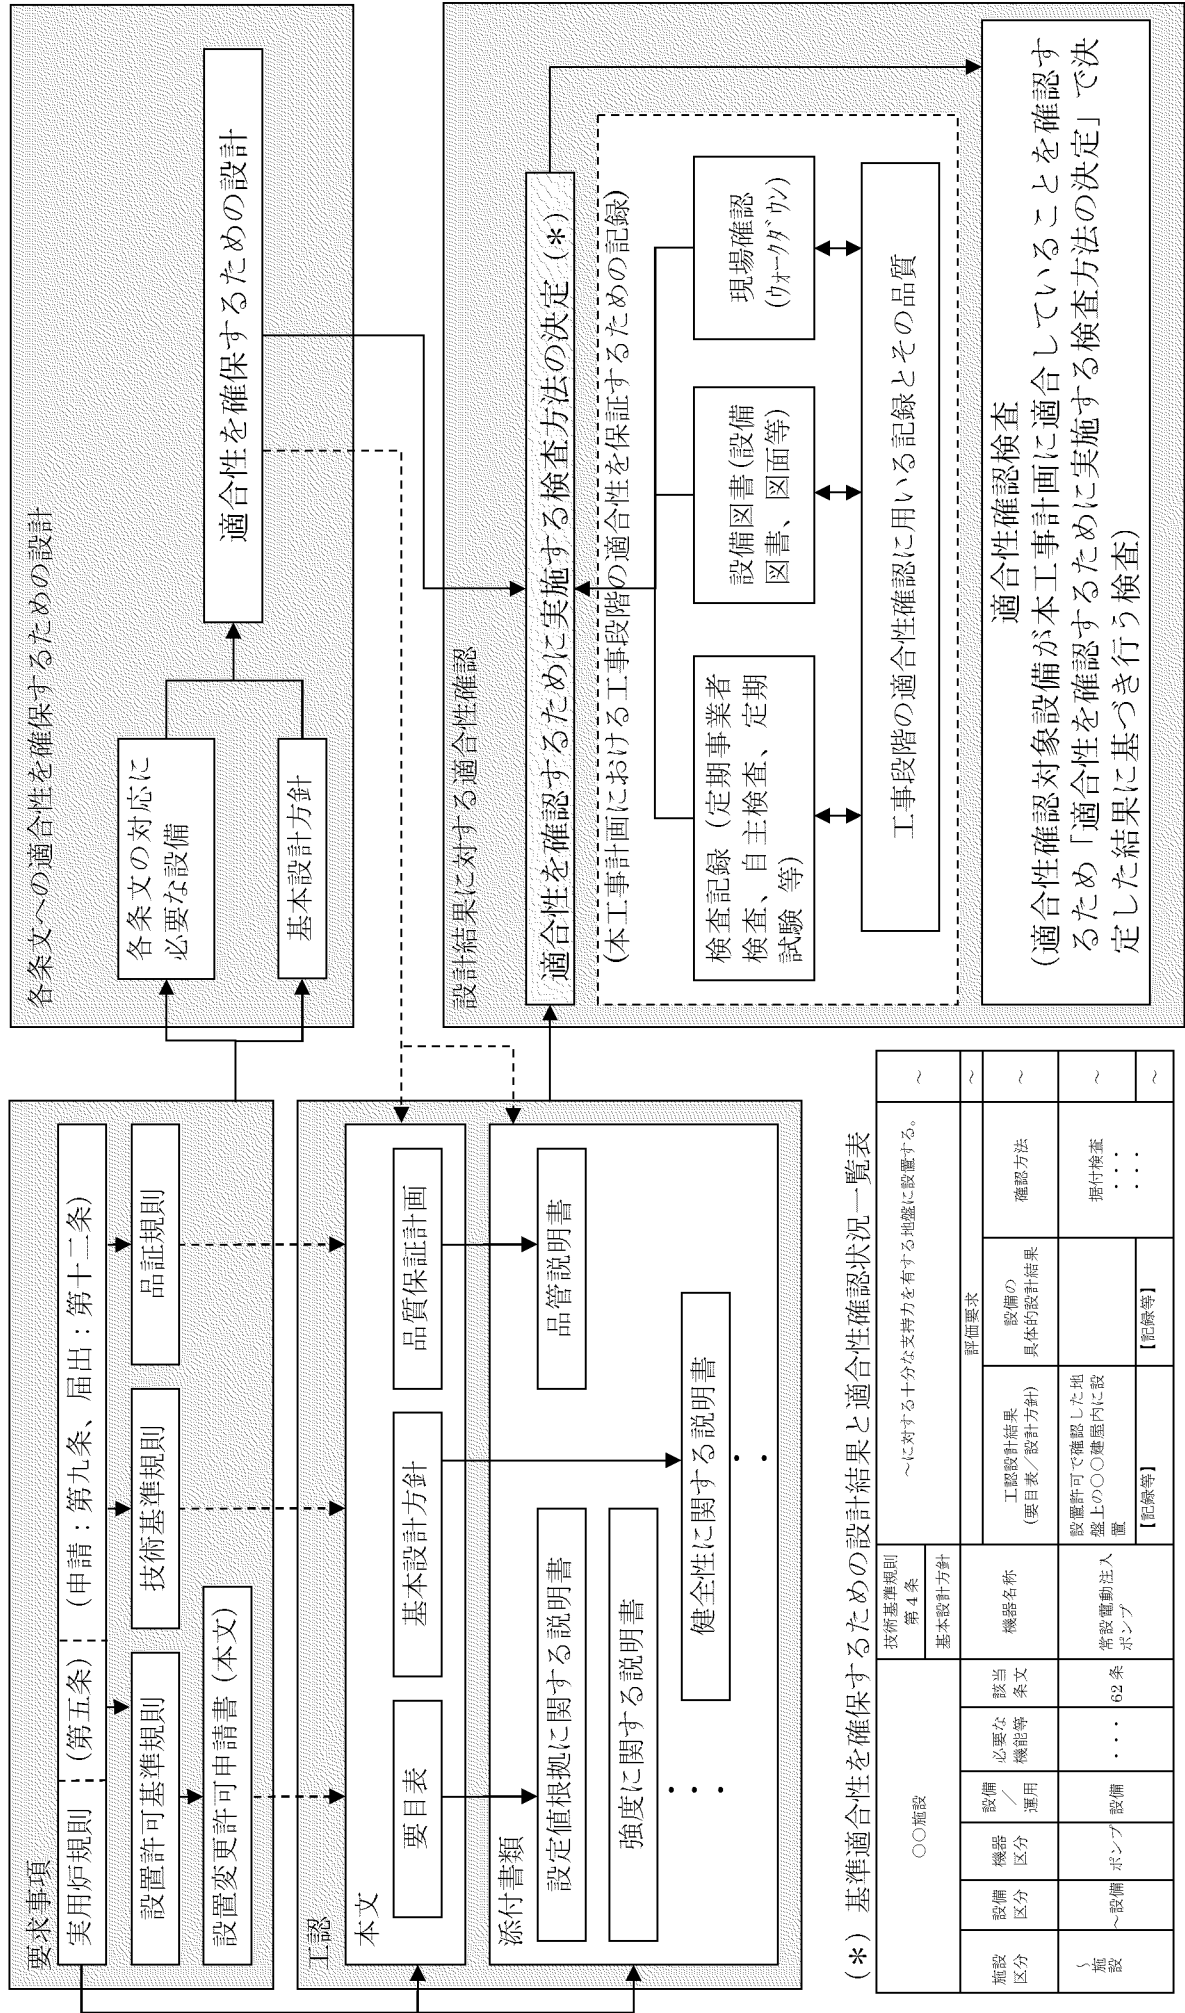 要求事項
実用炉規則
(第五条)
(申請：第九条、届出：第十二条)
設置許可基準規則
技術基準規則
品証規則
設置変更許可申請書（本文）
工認
本文
要目表
基本設計方針
品質保証計画
添付書類
設定値根拠に関する説明書
品管説明書
強度に関する説明書
・・・
健全性に関する説明書
・・
各条文への適合性を確保するための設計
各条文の対応に
必要な設備
基本設計方針
適合性を確保するための設計
設計結果に対する適合性確認
適合性を確認するために実施する検査方法の決定（＊）
(本工事計画における工事段階の適合性を保証するための記録)
検査記録（定期事業者
検査、自主検査、定期
試験 等)
設備図書(設備
図書、図面等)
現場確認
(ｳｫｰｸﾀﾞｳﾝ)
工事段階の適合性確認に用いる記録とその品質
適合性確認検査
(適合性確認対象設備が本工事計画に適合していることを確認す
るため「適合性を確認するために実施する検査方法の決定」で決
定した結果に基づき行う検査)
(＊) 基準適合性を確保するための設計結果と適合性確認状況一覧表
○○施設
技術基準規則
第４条
～に対する十分な支持力を有する地盤に設置する。
～
基本設計方針
評価要求
～
施設
区分
設備
区分
機器
区分
設備
／
運用
必要な
機能等
該当
条文
機器名称
工認設計結果
(要目表／設計方針)
設備の
具体的設計結果
確認方法
～
～
施設
～設備
ポンプ
設備
・・・
62 条
常設電動注入
ポンプ
設置許可で確認した地
盤上の○○建屋内に設
置
据付検査
・・・
・・・
～
【記録等】
【記録等】
～